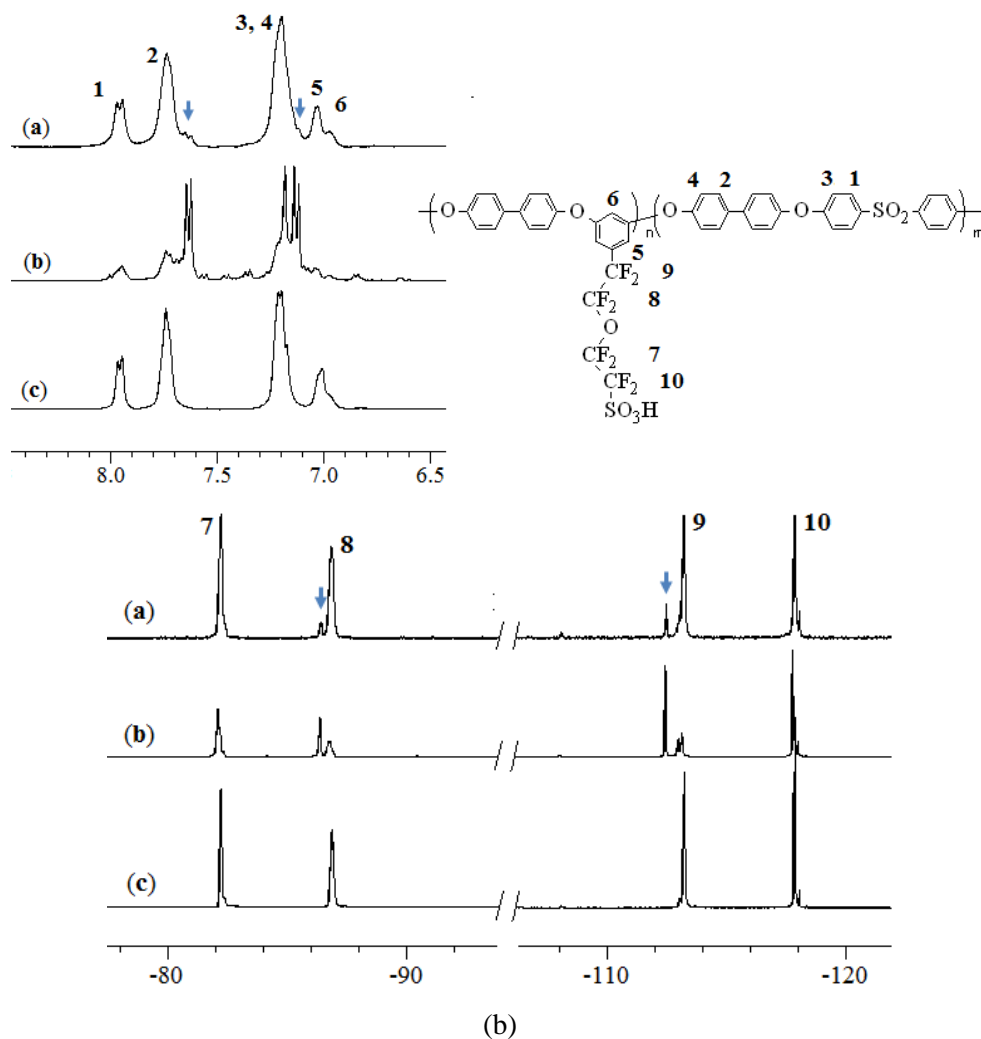 3, 4
2
1
5
6
(a)
(b)
(c)
8.0 7.5 7.0 6.5
6 4 2 3 1
O O n O O SO2 m
5
CF2 9
CF2 8
O
CF2 7
CF2 10
SO3H
7 8 9 10
(a)
(b)
(c)
-80 -90 -110 -120
(b)